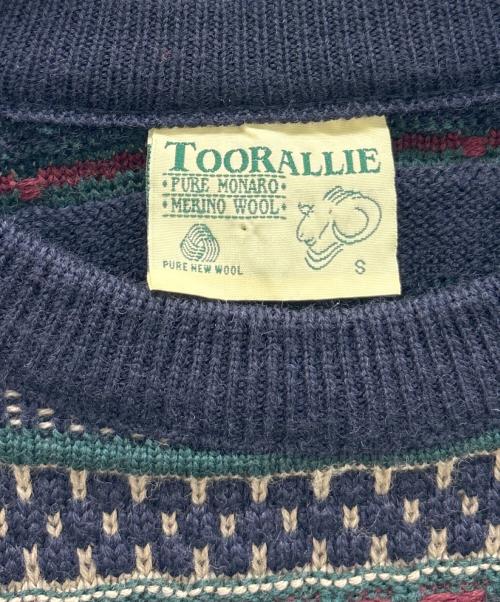 TOORALLIE
• PURE MONARO •
• MERINO WOOL •
PURE NEW WOOL
S